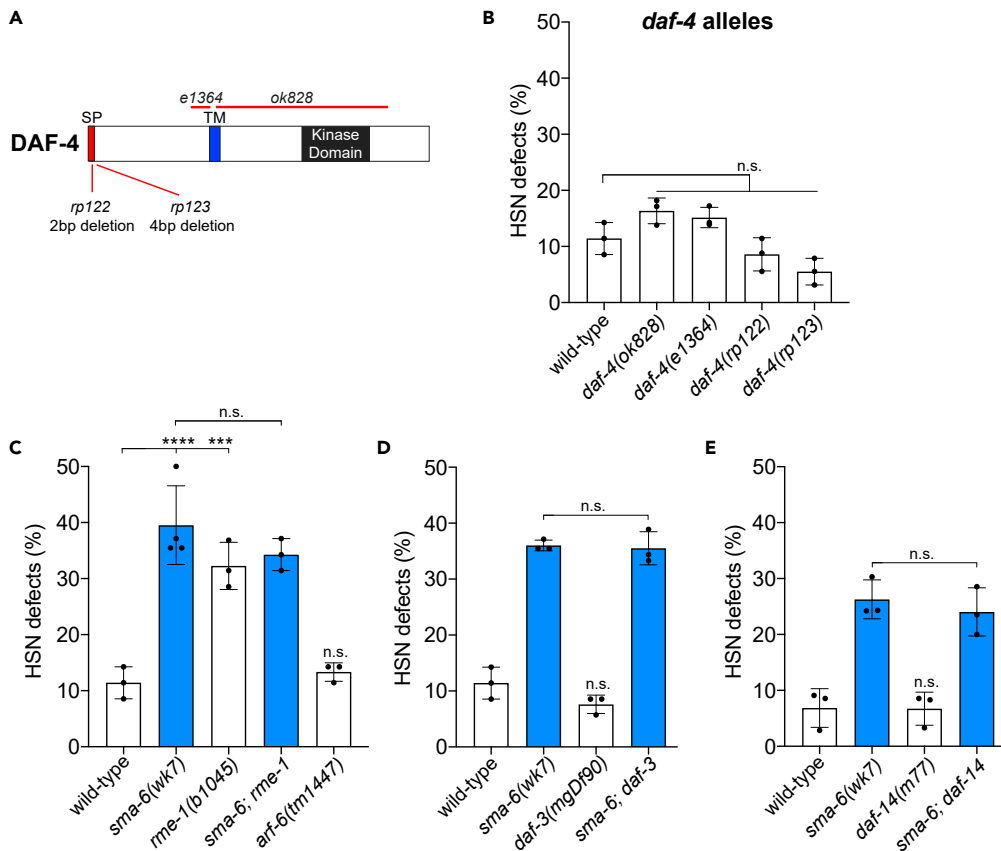 A
e1364 ok828
SP TM
DAF-4
Kinase
Domain
rp122 rp123
2bp deletion 4bp deletion
B
daf-4 alleles
HSN defects (%)
50
40
30
20
10
0
n.s.
wild-type
daf-4(ok828)
daf-4(e1364)
daf-4(rp122)
daf-4(rp123)
C
HSN defects (%)
50
40
30
20
10
0
n.s.
**** ***
n.s.
wild-type
sma-6(wk7)
rme-1(b1045)
sma-6; rme-1
arf-6(tm1447)
D
HSN defects (%)
50
40
30
20
10
0
n.s.
n.s.
wild-type
sma-6(wk7)
daf-3(mgDf90)
sma-6; daf-3
E
HSN defects (%)
50
40
30
20
10
0
n.s.
n.s.
wild-type
sma-6(wk7)
daf-14(m77)
sma-6; daf-14